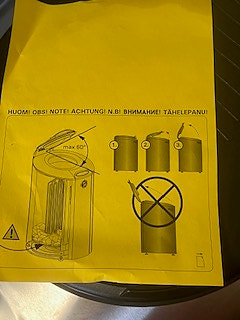 HUOM! OBS! NOTE! ACHTUNG! N.B! ВНИМАНИЕ! TÄHELEPANU!
max 60°
1. 2. 3.